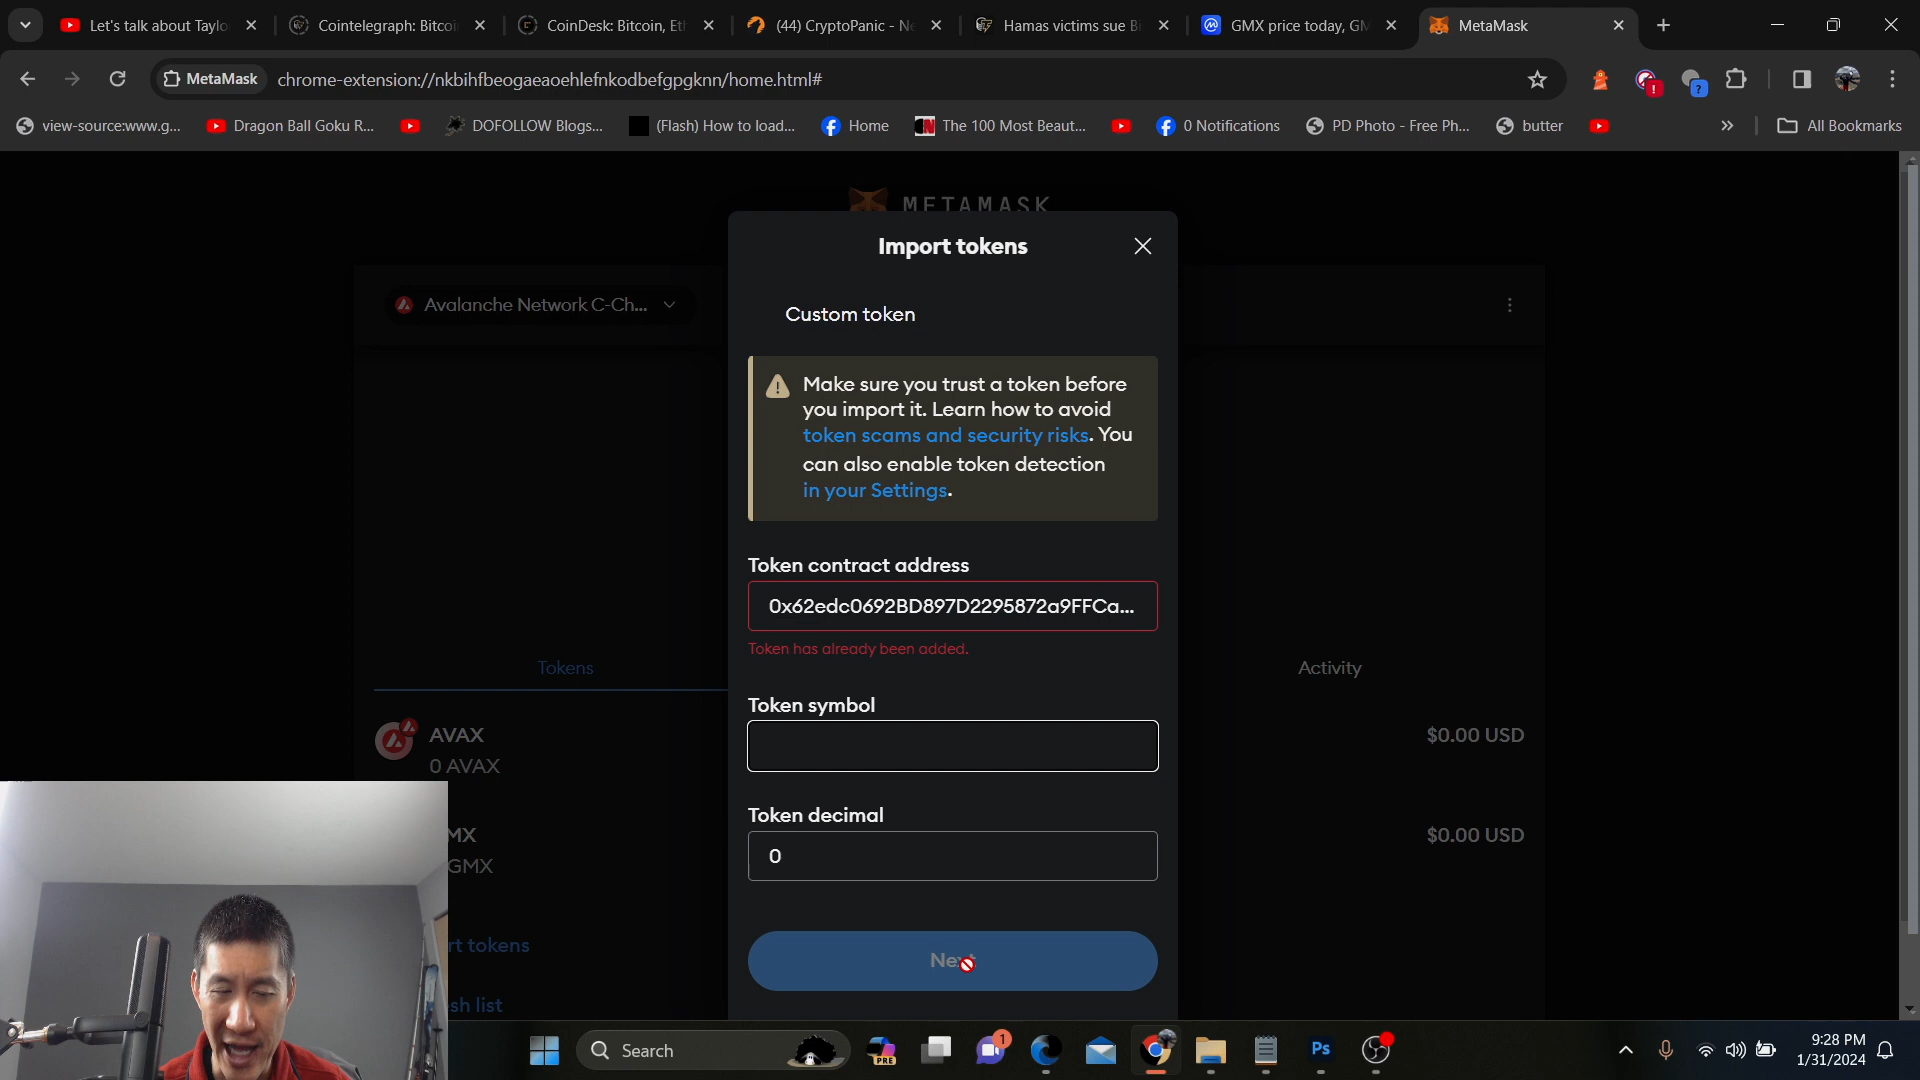 Let's talk about Taylo
Cointelegraph: Bitcoi
CoinDesk: Bitcoin, Et
(44) CryptoPanic - Ne
Hamas victims sue Bi
GMX price today, GM
MetaMask
MetaMask
chrome-extension://nkbihfbeogaeaoehlefnkodbefgpgknn/home.html#
view-source:www.g...
Dragon Ball Goku R...
DOFOLLOW Blogs...
(Flash) How to load...
Home
The 100 Most Beaut...
0 Notifications
PD Photo - Free Ph...
butter
All Bookmarks
METAMASK
Import tokens
Avalanche Network C-Ch...
Custom token
Make sure you trust a token before
you import it. Learn how to avoid
token scams and security risks. You
can also enable token detection
in your Settings.
Token contract address
0x62edc0692BD897D2295872a9FFCa...
Token has already been added.
Tokens
Activity
Token symbol
AVAX
0 AVAX
$0.00 USD
Token decimal
0
MX
GMX
$0.00 USD
rt tokens
Next
sh list
Search
PRE
1
Ps
9:28 PM
1/31/2024